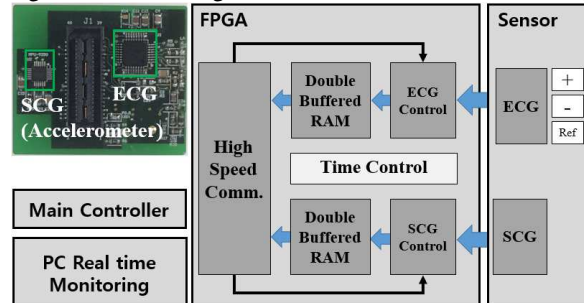 J1
SCG
(Accelerometer)
ECG
Main Controller
PC Real time
Monitoring
FPGA
High
Speed
Comm.
Double
Buffered
RAM
ECG
Control
Time Control
Double
Buffered
RAM
SCG
Control
Sensor
ECG
+
-
Ref
SCG